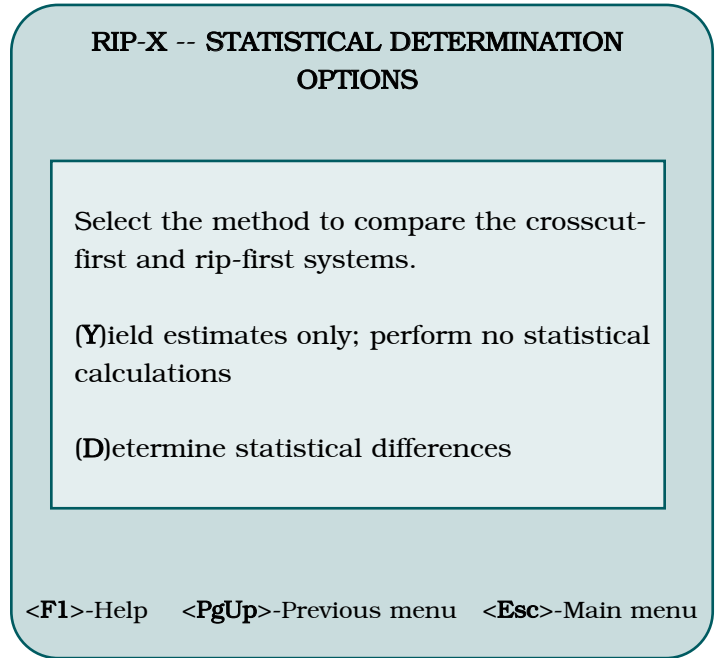 RIP-X -- STATISTICAL DETERMINATION
OPTIONS
Select the method to compare the crosscut-
first and rip-first systems.
(Y)ield estimates only; perform no statistical
calculations
(D)etermine statistical differences
<F1>-Help <PgUp>-Previous menu <Esc>-Main menu